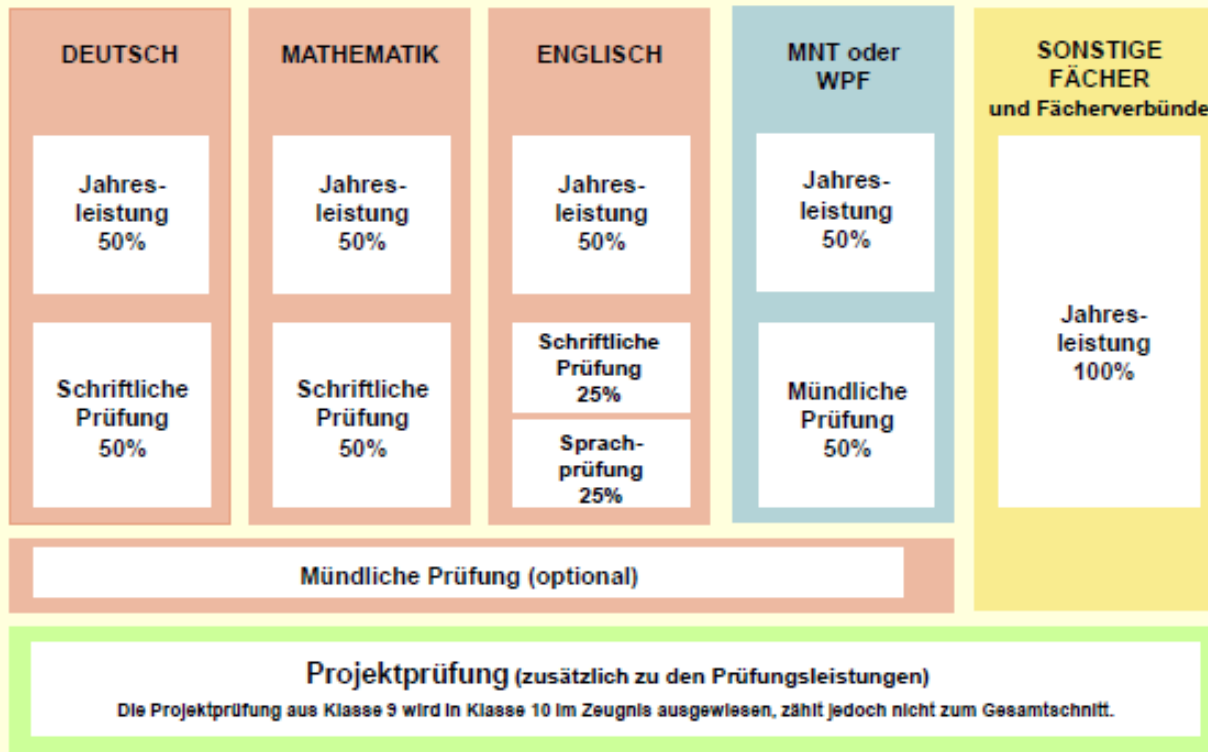 DEUTSCH
Jahres-
leistung
50%
Schriftliche
Prüfung
50%
MATHEMATIK
Jahres-
leistung
50%
Schriftliche
Prüfung
50%
ENGLISCH
Jahres-
leistung
50%
Schriftliche
Prüfung
25%
Sprach-
prüfung
25%
MNT oder
WPF
Jahres-
leistung
50%
Mündliche
Prüfung
50%
SONSTIGE
FÄCHER
und Fächerverbünde
Jahres-
leistung
100%
Mündliche Prüfung (optional)
Projektprüfung (zusätzlich zu den Prüfungsleistungen)
Die Projektprüfung aus Klasse 9 wird in Klasse 10 im Zeugnis ausgewiesen, zählt jedoch nicht zum Gesamtschnitt.